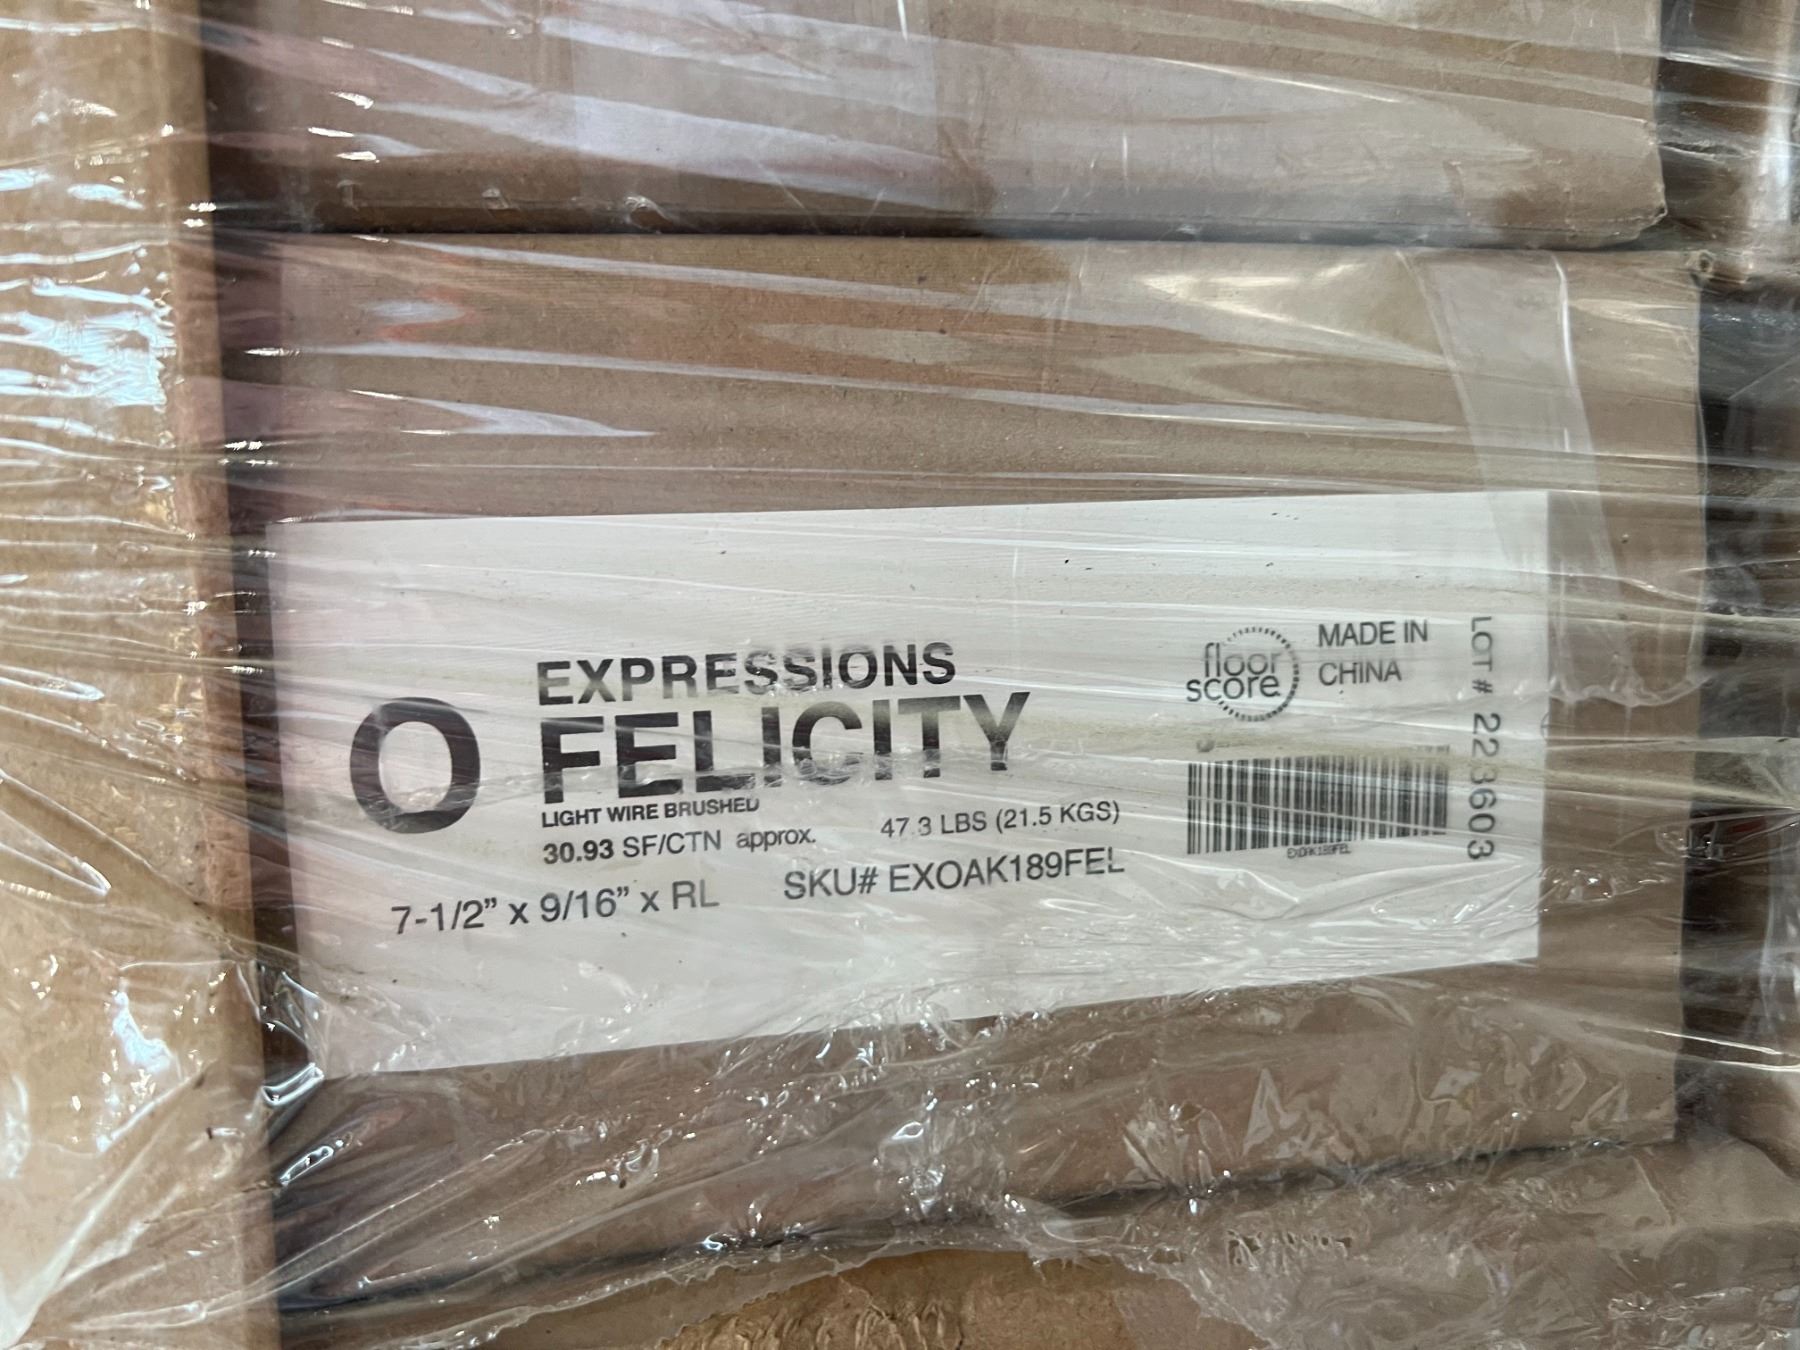 O
EXPRESSIONS
FELICITY
LIGHT WIRE BRUSHED
30.93 SF/CTN approx.
47.3 LBS (21.5 KGS)
7-1/2” x 9/16” x RL
SKU# EXOAK189FEL
floor
score
MADE IN
CHINA
EXOAK189FEL
LOT # 223603